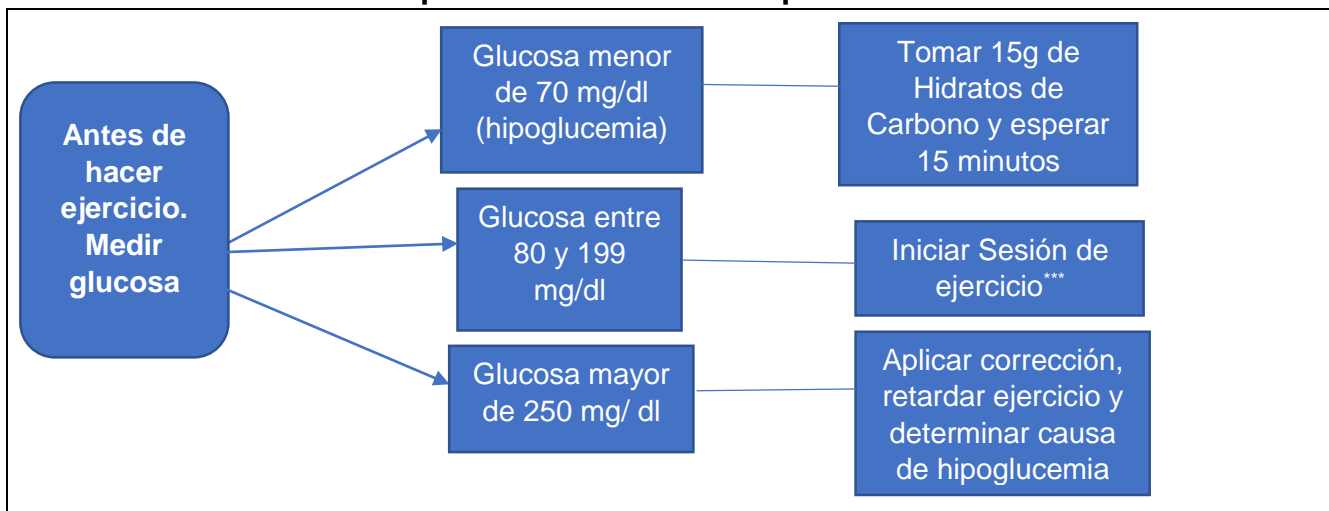 Antes de
hacer
ejercicio.
Medir
glucosa
Glucosa menor
de 70 mg/dl
(hipoglucemia)
Tomar 15g de
Hidratos de
Carbono y esperar
15 minutos
Glucosa entre
80 y 199
mg/dl
Iniciar Sesión de
ejercicio***
Glucosa mayor
de 250 mg/ dl
Aplicar corrección,
retardar ejercicio y
determinar causa
de hipoglucemia